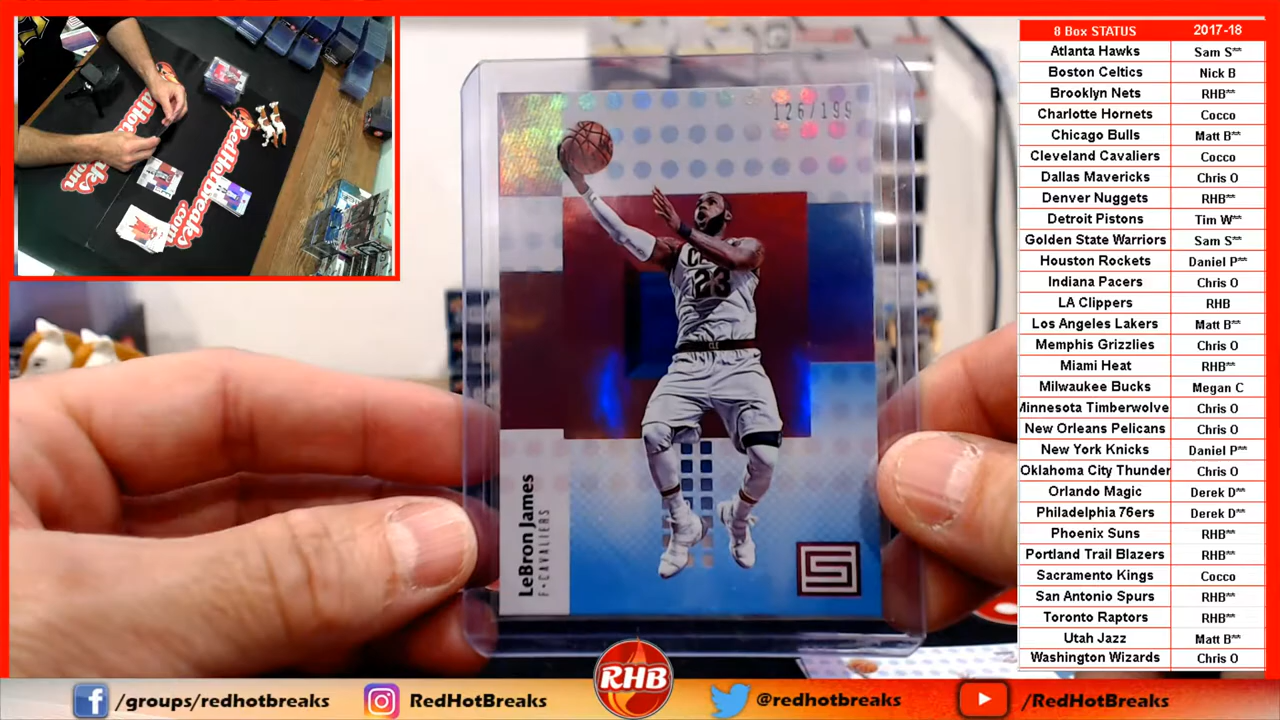 8 Box STATUS 2017-18
Atlanta Hawks Sam S**
Boston Celtics Nick B
Brooklyn Nets RHB**
Charlotte Hornets Cocco
Chicago Bulls Matt B**
Cleveland Cavaliers Cocco
Dallas Mavericks Chris O
Denver Nuggets RHB**
Detroit Pistons Tim W**
Golden State Warriors Sam S**
Houston Rockets Daniel P**
Indiana Pacers Chris O
LA Clippers RHB
Los Angeles Lakers Matt B**
Memphis Grizzlies Chris O
Miami Heat RHB**
Milwaukee Bucks Megan C
Minnesota Timberwolve Chris O
New Orleans Pelicans Chris O
New York Knicks Daniel P**
Oklahoma City Thunder Chris O
Orlando Magic Derek D**
Philadelphia 76ers Derek D**
Phoenix Suns RHB**
Portland Trail Blazers RHB**
Sacramento Kings Cocco
San Antonio Spurs RHB**
Toronto Raptors RHB**
Utah Jazz Matt B**
Washington Wizards Chris O
126/199
23
CLE
LeBron James
F•CAVALIERS
S
RedHotBreaks
.com
RHB
/groups/redhotbreaks
RedHotBreaks
@redhotbreaks
/RedHotBreaks